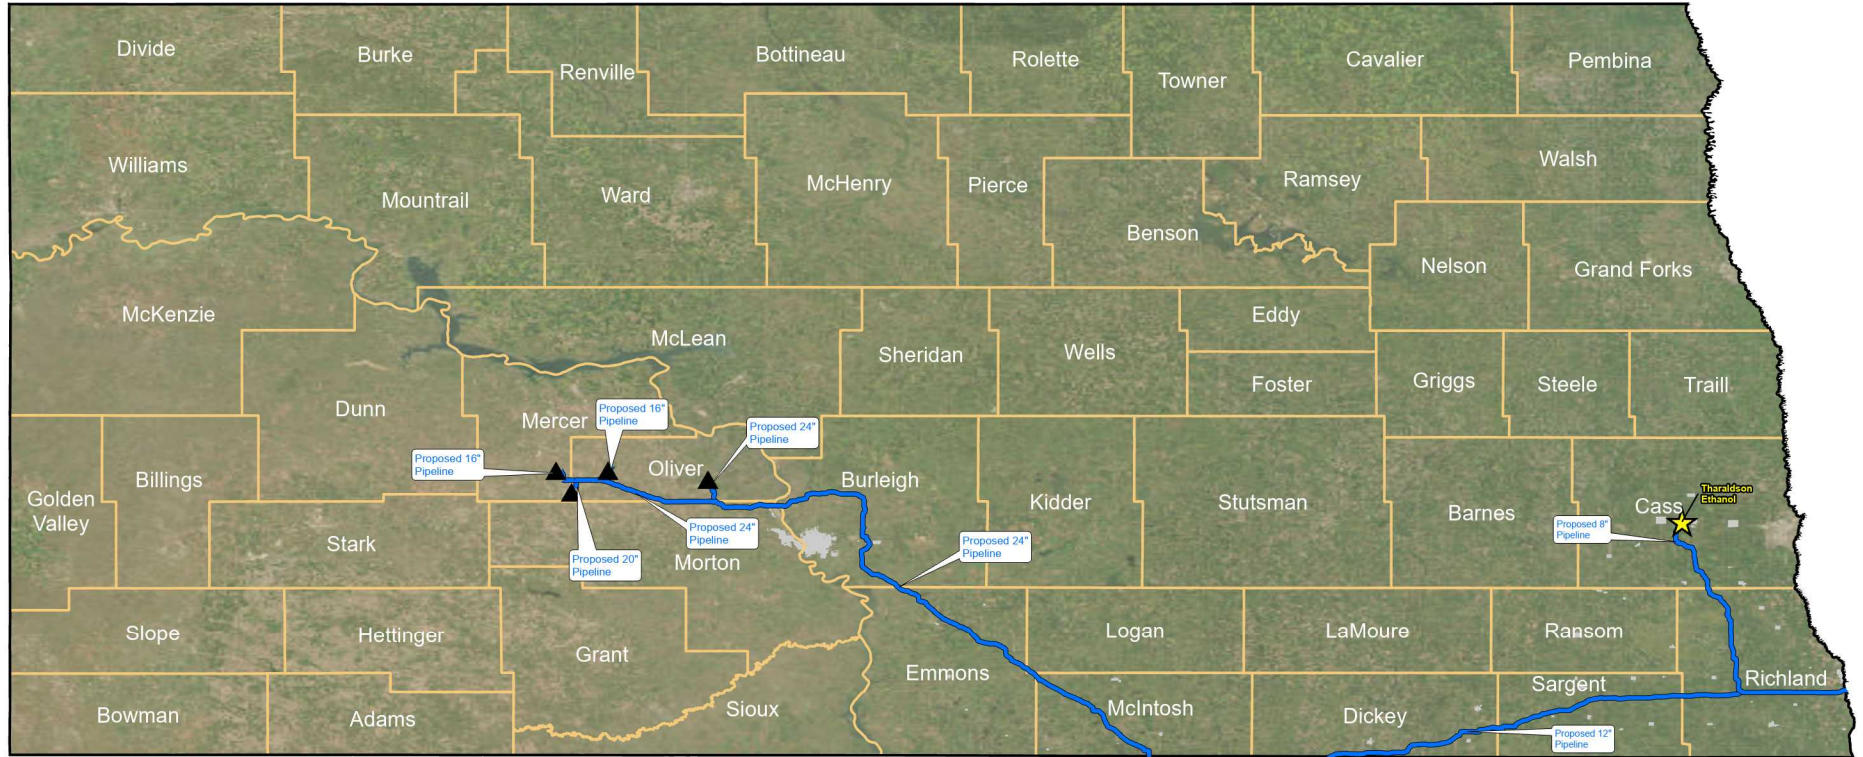 Divide
Burke
Renville
Bottineau
Rolette
Towner
Cavalier
Pembina
Williams
Mountrail
Ward
McHenry
Pierce
Benson
Ramsey
Walsh
McKenzie
McLean
Sheridan
Wells
Eddy
Foster
Nelson
Grand Forks
Griggs
Steele
Traill
Dunn
Mercer
Proposed 16"
Pipeline
Proposed 24"
Pipeline
Proposed 16"
Pipeline
Oliver
Golden
Valley
Billings
Burleigh
Kidder
Stutsman
Barnes
Cass
Tharaldson
Ethanol
Proposed 8"
Pipeline
Stark
Proposed 20"
Pipeline
Proposed 24"
Pipeline
Morton
Proposed 24"
Pipeline
Slope
Hettinger
Grant
Emmons
Logan
LaMoure
Ransom
Richland
Bowman
Adams
Sioux
McIntosh
Dickey
Sargent
Proposed 12"
Pipeline